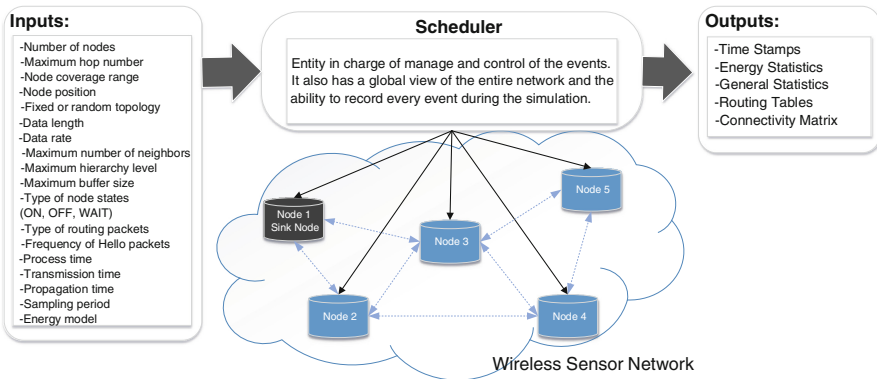 Inputs:
-Number of nodes
-Maximum hop number
-Node coverage range
-Node position
-Fixed or random topology
-Data length
-Data rate
-Maximum number of neighbors
-Maximum hierarchy level
-Maximum buffer size
-Type of node states
(ON, OFF, WAIT)
-Type of routing packets
-Frequency of Hello packets
-Process time
-Transmission time
-Propagation time
-Sampling period
-Energy model
Scheduler
Entity in charge of manage and control of the events.
It also has a global view of the entire network and the
ability to record every event during the simulation.
Outputs:
-Time Stamps
-Energy Statistics
-General Statistics
-Routing Tables
-Connectivity Matrix
Node 1
Sink Node
Node 2
Node 3
Node 4
Node 5
Wireless Sensor Network